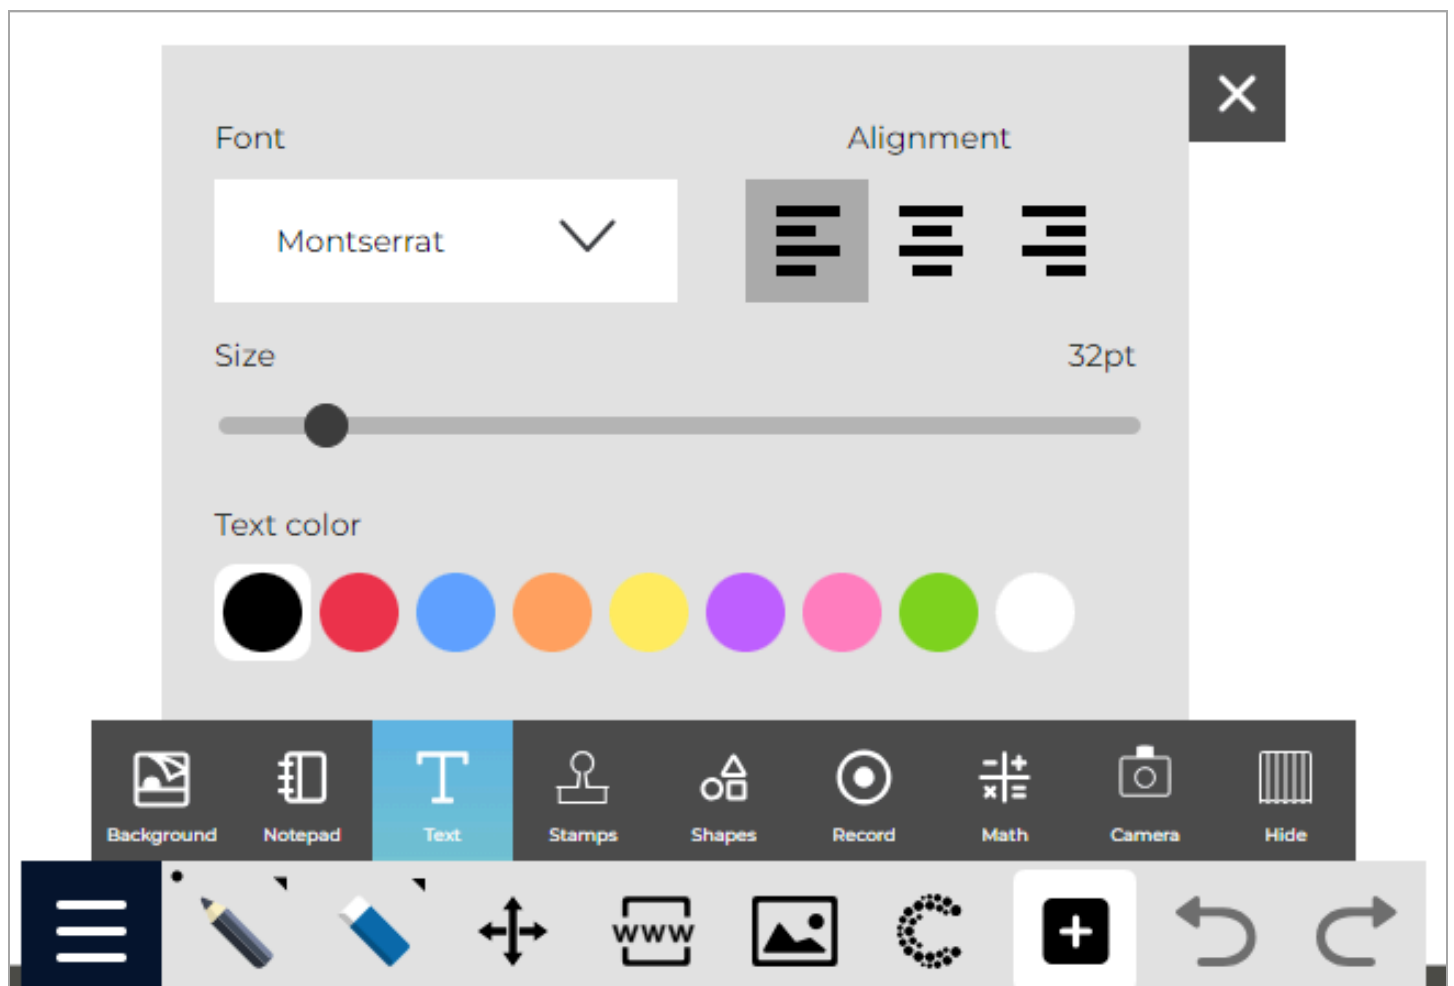 Font
Alignment
Montserrat
Size
32pt
Text color
Background
Notepad
Text
Stamps
Shapes
Record
Math
Camera
Hide
www